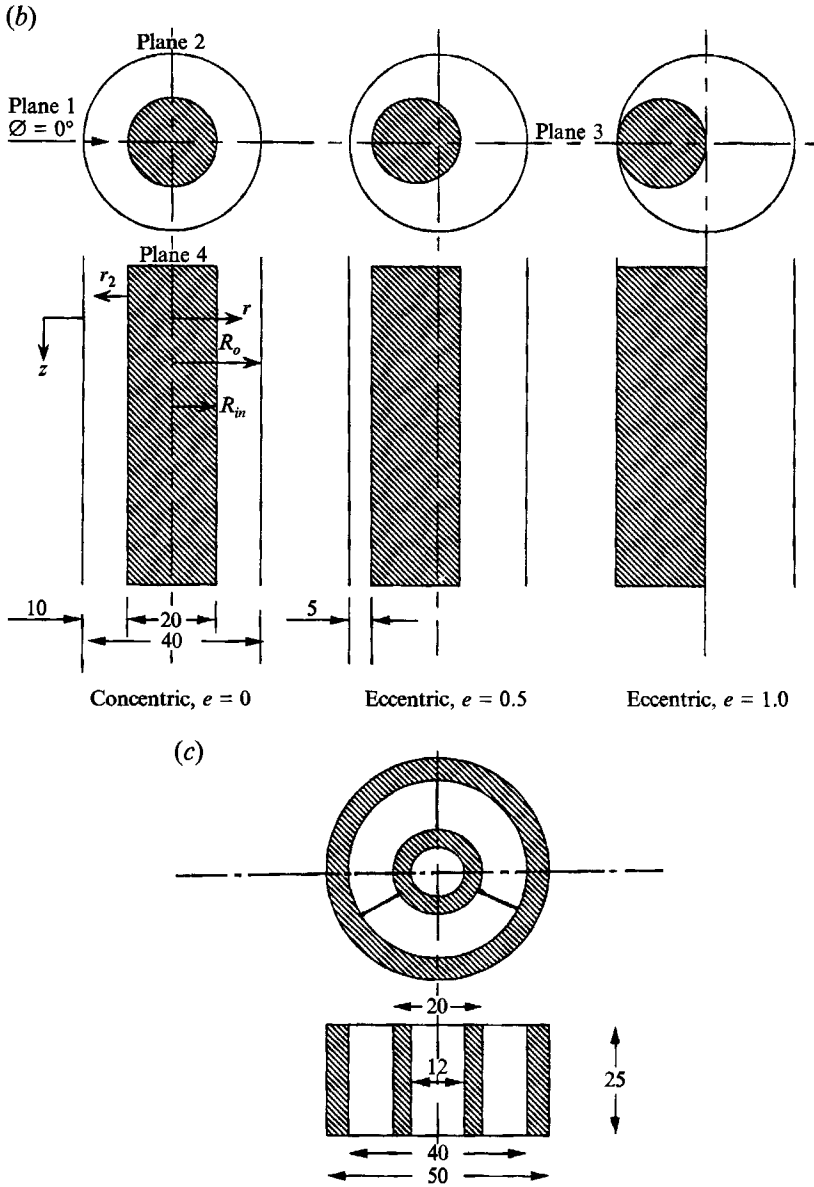 (b)
Plane 2
Plane 1
Ø = 0°
Plane 3
Plane 4
r₂
r
z
Rₒ
Rᵢₙ
10
20
40
5
Concentric, e = 0
Eccentric, e = 0.5
Eccentric, e = 1.0
(c)
20
12
25
40
50